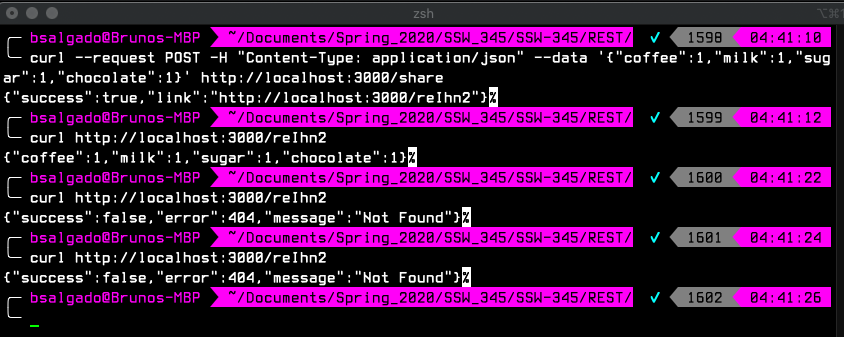 zsh
bsalgado@Brunos-MBP ~/Documents/Spring_2020/SSW_345/SSW-345/REST/ ✓ 1598 04:41:10
curl --request POST -H "Content-Type: application/json" --data '{"coffee":1,"milk":1,"sug
ar":1,"chocolate":1}' http://localhost:3000/share
{"success":true,"link":"http://localhost:3000/reIhn2"}%
bsalgado@Brunos-MBP ~/Documents/Spring_2020/SSW_345/SSW-345/REST/ ✓ 1599 04:41:12
curl http://localhost:3000/reIhn2
{"coffee":1,"milk":1,"sugar":1,"chocolate":1}%
bsalgado@Brunos-MBP ~/Documents/Spring_2020/SSW_345/SSW-345/REST/ ✓ 1600 04:41:22
curl http://localhost:3000/reIhn2
{"success":false,"error":404,"message":"Not Found"}%
bsalgado@Brunos-MBP ~/Documents/Spring_2020/SSW_345/SSW-345/REST/ ✓ 1601 04:41:24
curl http://localhost:3000/reIhn2
{"success":false,"error":404,"message":"Not Found"}%
bsalgado@Brunos-MBP ~/Documents/Spring_2020/SSW_345/SSW-345/REST/ ✓ 1602 04:41:26